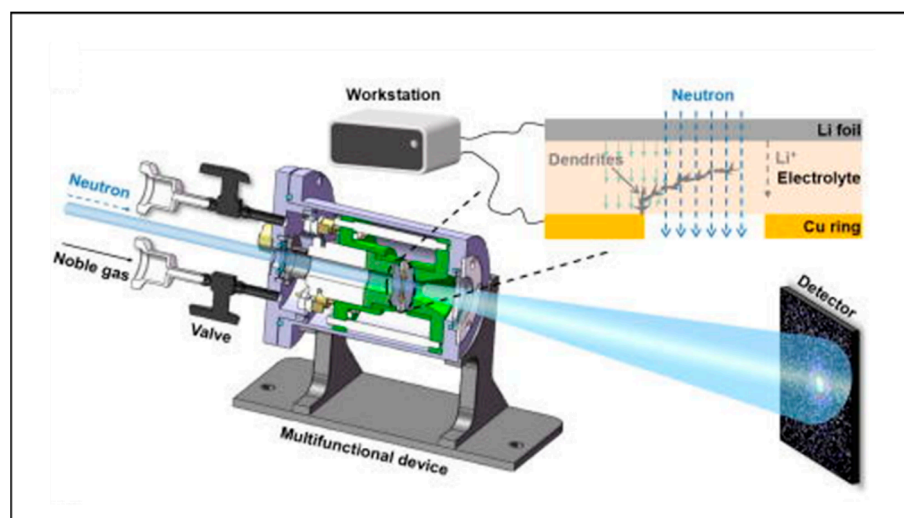 Workstation
Neutron
Li foil
Dendrites
Li⁺
Electrolyte
Cu ring
Neutron
Noble gas
Valve
Detector
Multifunctional device